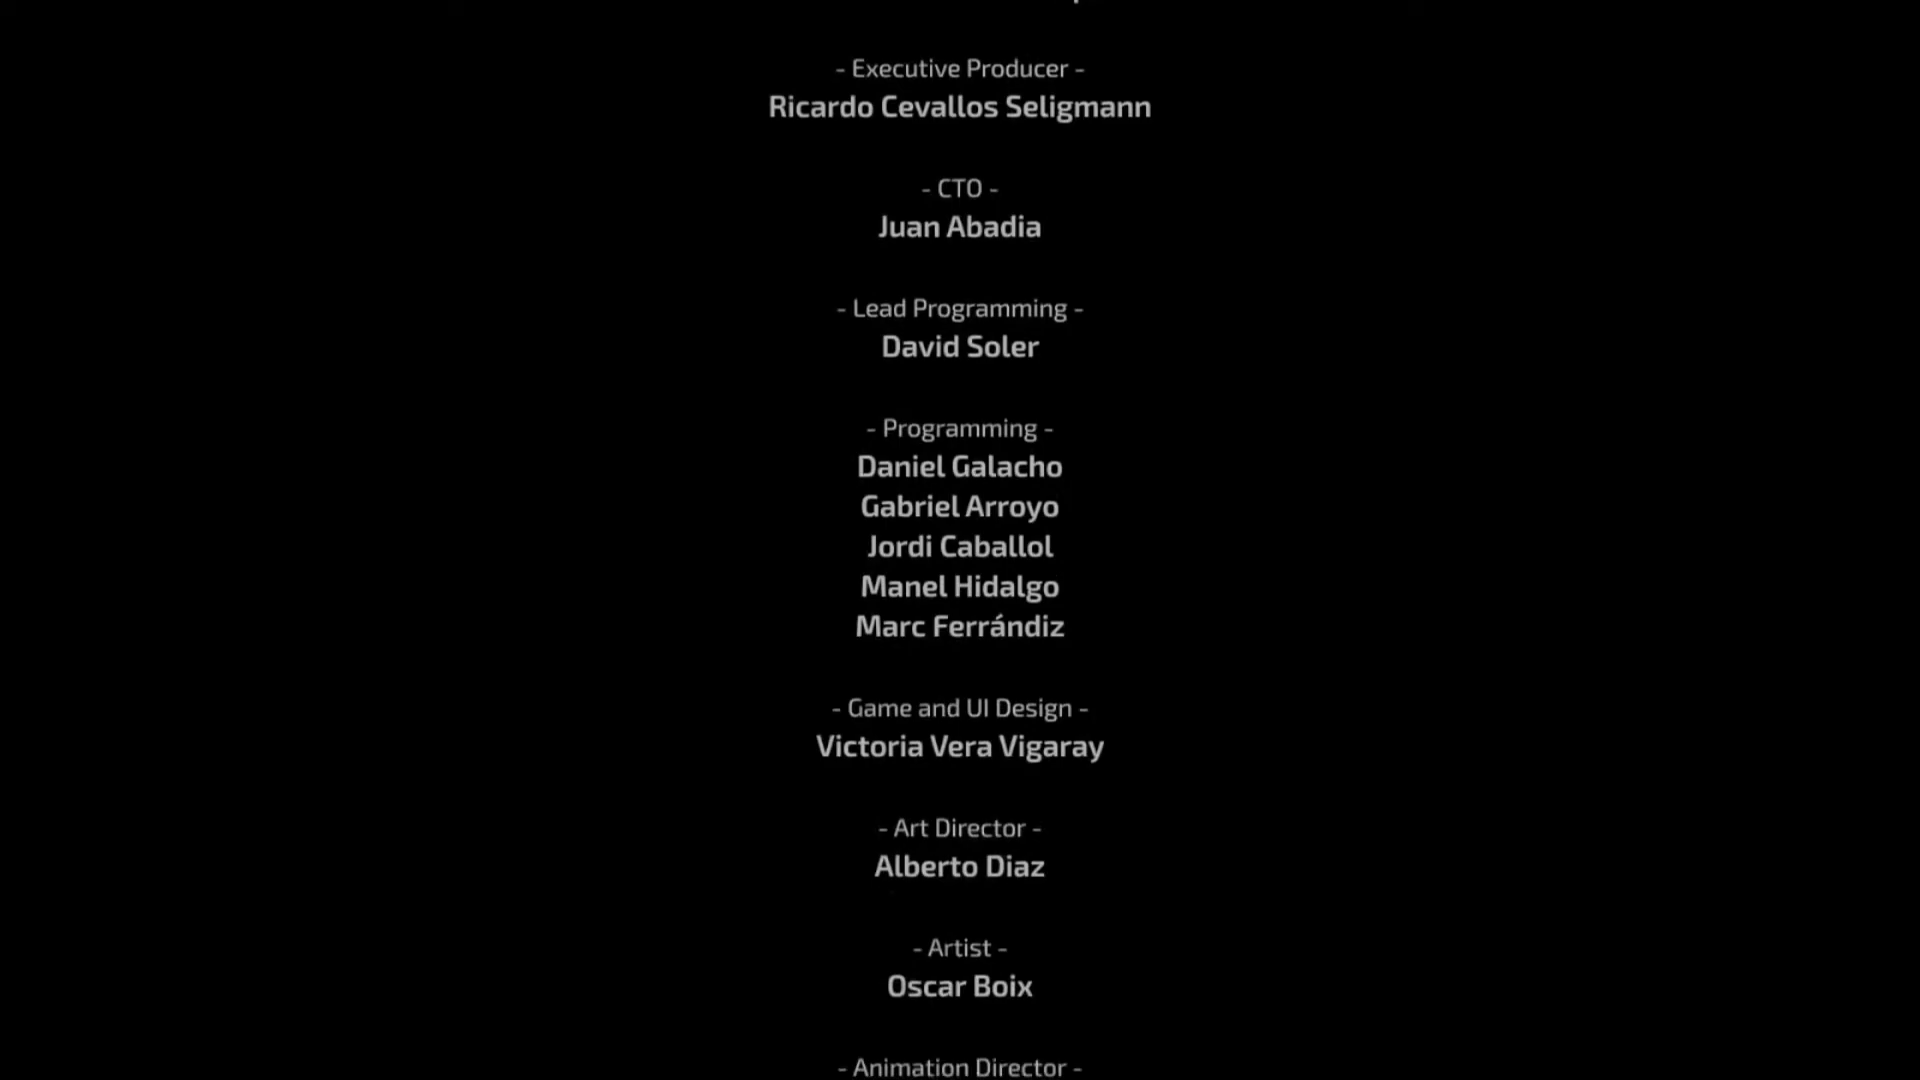 - Executive Producer -
Ricardo Cevallos Seligmann
- CTO -
Juan Abadia
- Lead Programming -
David Soler
- Programming -
Daniel Galacho
Gabriel Arroyo
Jordi Caballol
Manel Hidalgo
Marc Ferrándiz
- Game and UI Design -
Victoria Vera Vigaray
- Art Director -
Alberto Diaz
- Artist -
Oscar Boix
- Animation Director -